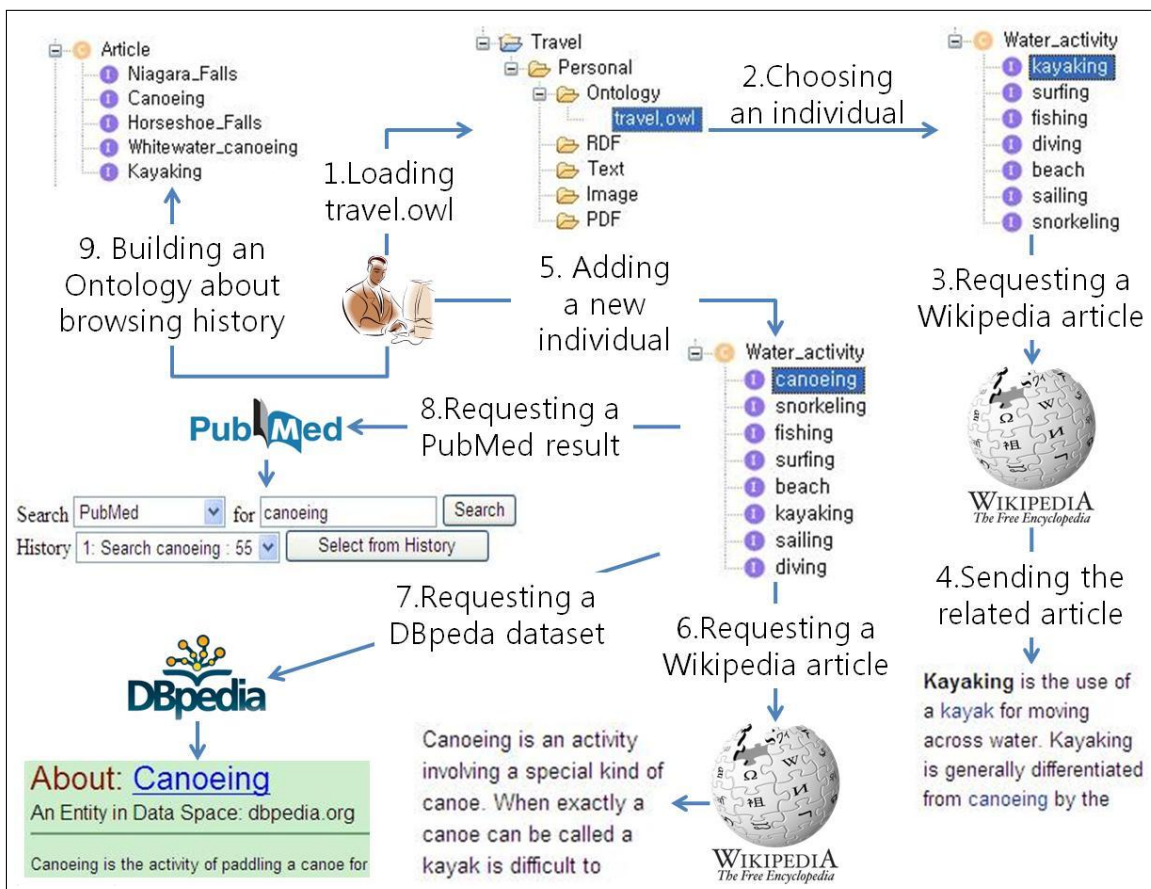 Article
Niagara_Falls
Canoeing
Horseshoe_Falls
Whitewater_canoeing
Kayaking
Travel
Personal
Ontology
travel.owl
RDF
Text
Image
PDF
1.Loading
travel.owl
2.Choosing
an individual
Water_activity
kayaking
surfing
fishing
diving
beach
sailing
snorkeling
3.Requesting a
Wikipedia article
WIKIPEDIA
The Free Encyclopedia
4.Sending the
related article
Kayaking is the use of
a kayak for moving
across water. Kayaking
is generally differentiated
from canoeing by the
5. Adding
a new
individual
Water_activity
canoeing
snorkeling
fishing
surfing
beach
kayaking
sailing
diving
6.Requesting a
Wikipedia article
WIKIPEDIA
The Free Encyclopedia
Canoeing is an activity
involving a special kind of
canoe. When exactly a
canoe can be called a
kayak is difficult to
7.Requesting a
DBpeda dataset
DBpedia
About: Canoeing
An Entity in Data Space: dbpedia.org
Canoeing is the activity of paddling a canoe for
8.Requesting a
PubMed result
PubMed
Search PubMed for canoeing Search
History 1: Search canoeing : 55 Select from History
9. Building an
Ontology about
browsing history